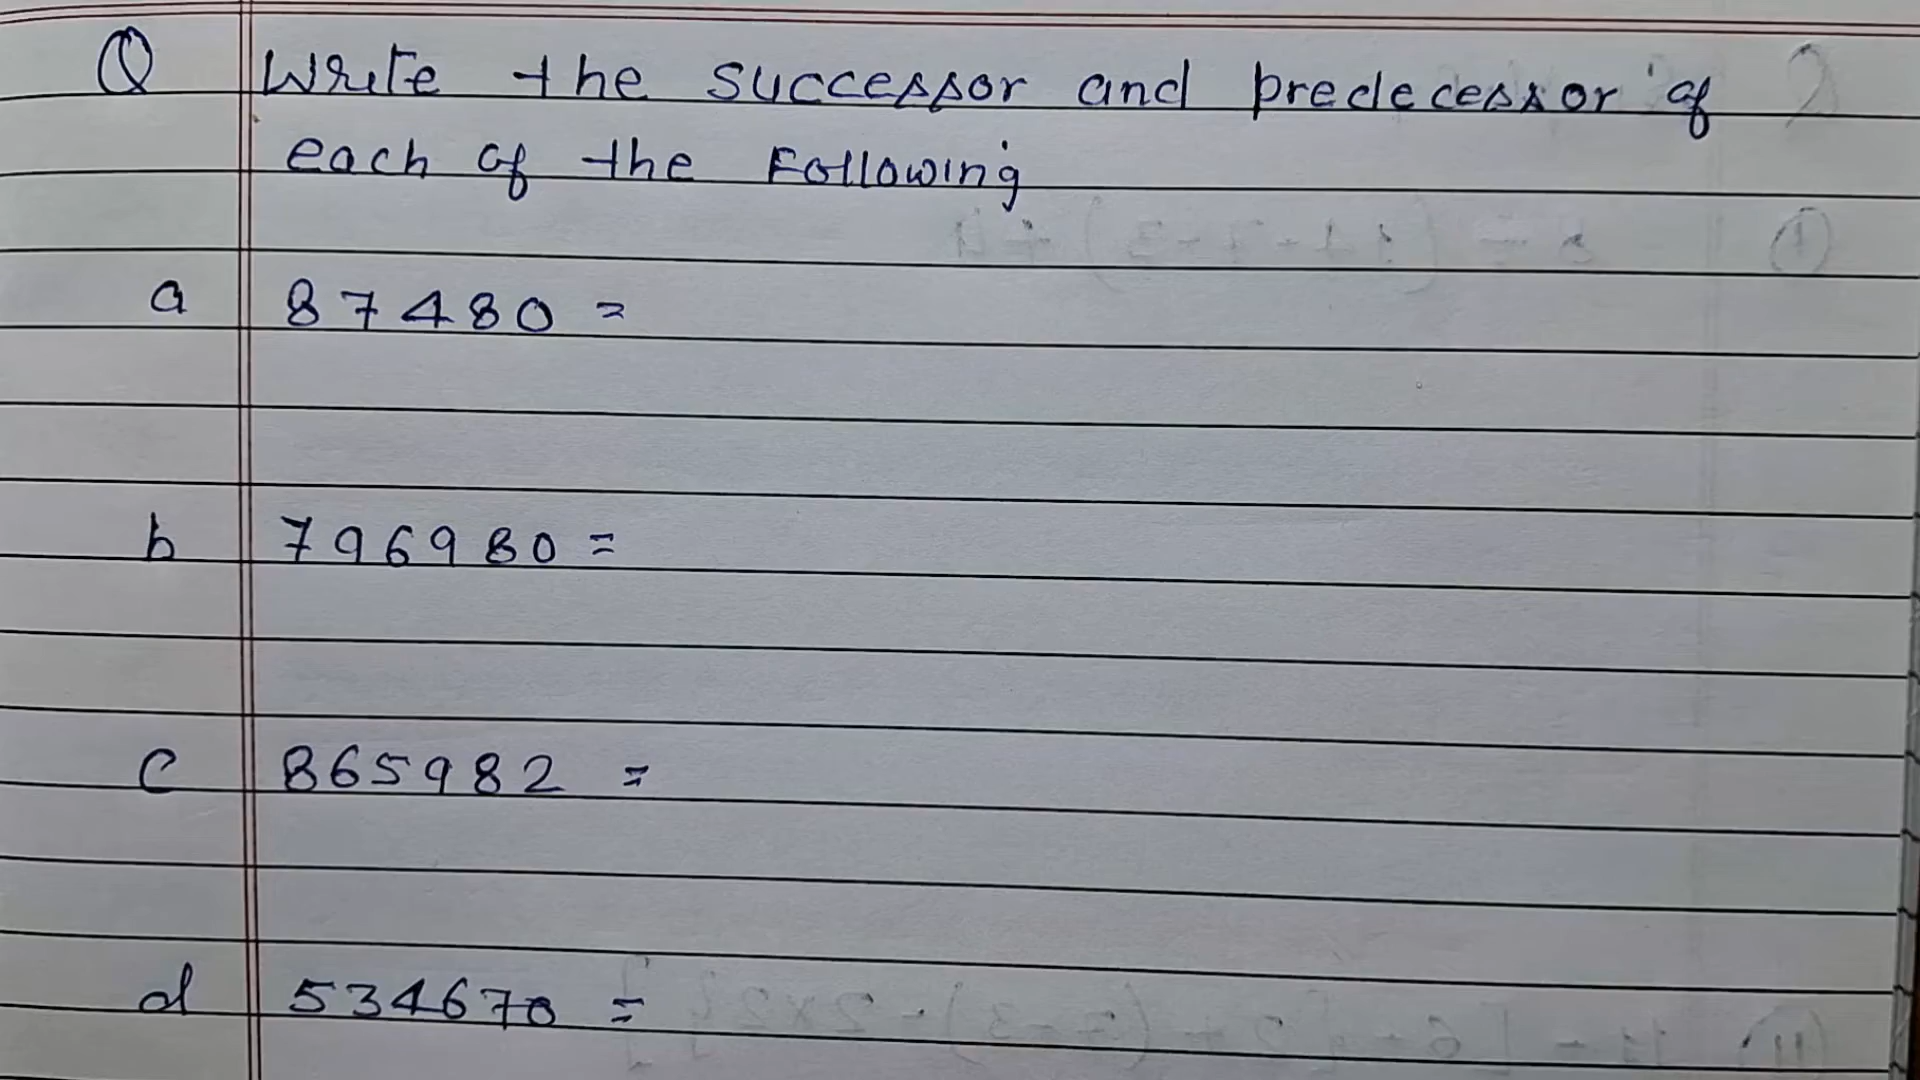 Q Write the successor and predecessor of
each of the Following
a 87480 =
b 796980 =
c 865982 =
d 534670 =